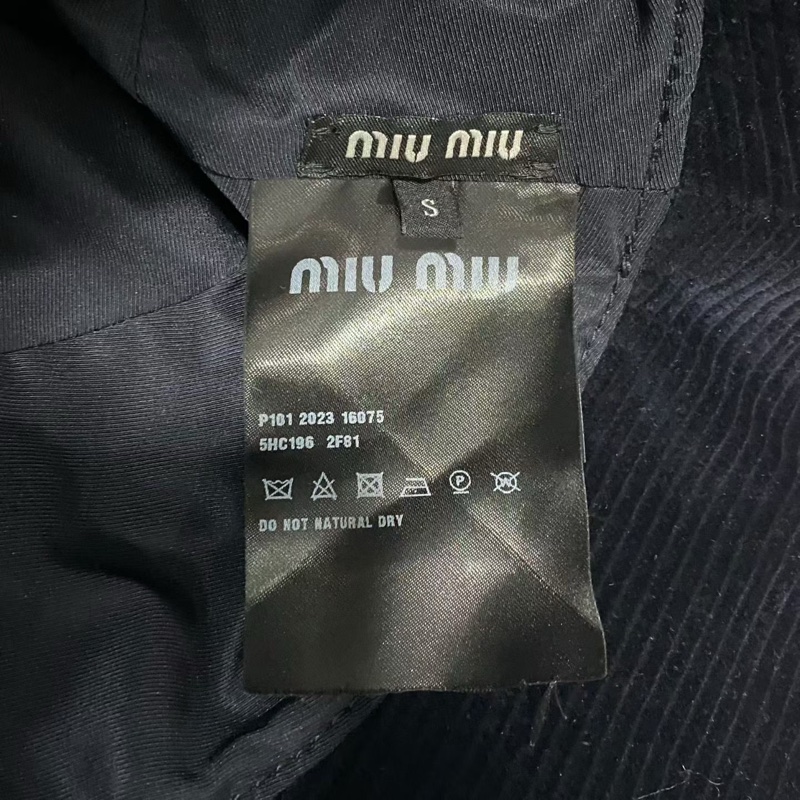 miu miu
S
miu miu
P101 2023 16075
5HC196 2F81
P W
DO NOT NATURAL DRY